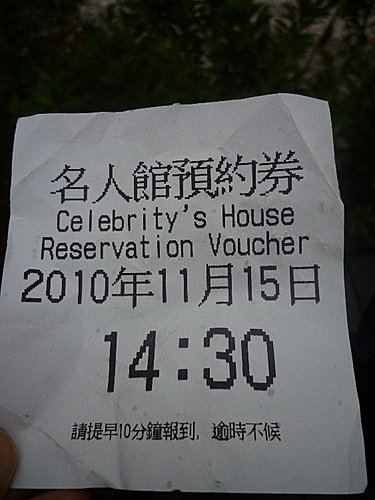 名人館預約券
Celebrity's House
Reservation Voucher
2010年11月15日
14:30
請提早10分鐘報到, 逾時不候